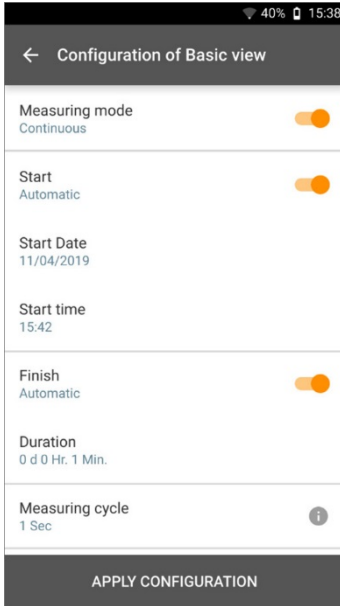 40% 15:38
Configuration of Basic view
Measuring mode
Continuous
Start
Automatic
Start Date
11/04/2019
Start time
15:42
Finish
Automatic
Duration
0 d 0 Hr. 1 Min.
Measuring cycle
1 Sec
APPLY CONFIGURATION